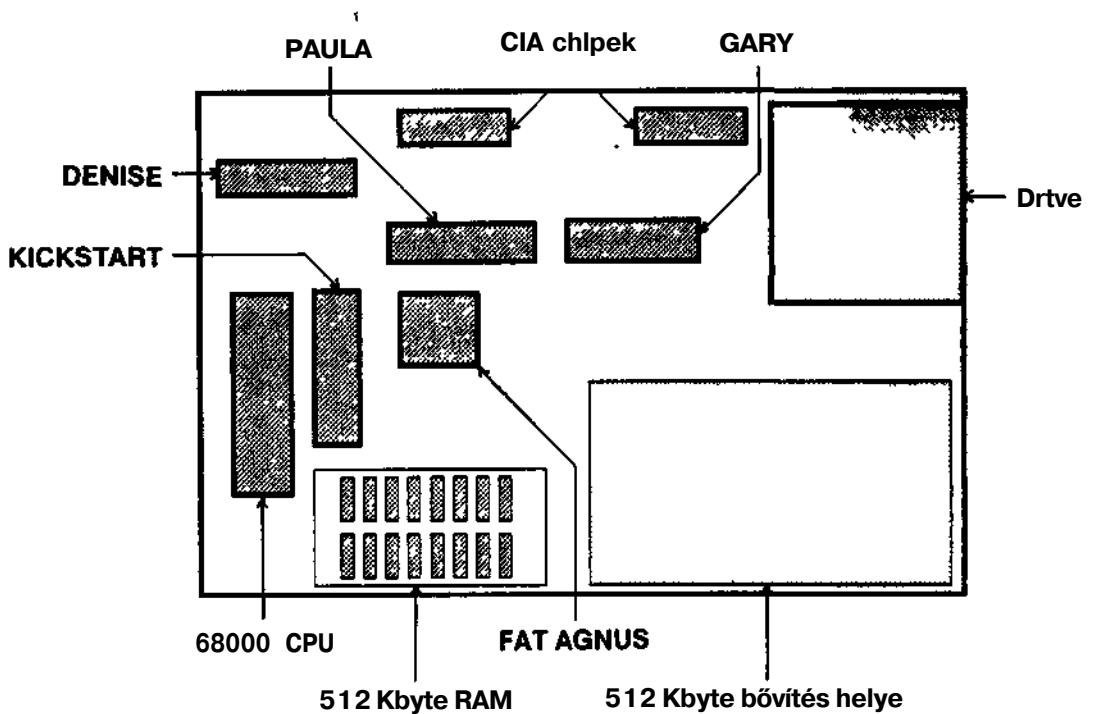 PAULA
CIA chlpek
GARY
DENISE
Drtve
KICKSTART
68000 CPU
FAT AGNUS
512 Kbyte RAM
512 Kbyte bővítés helye